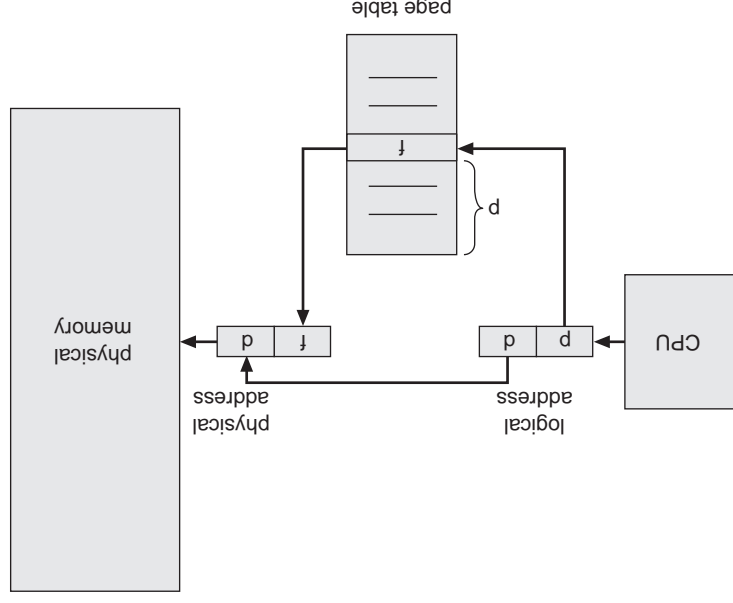 logical
address
physical
address
CPU
p d
f d
physical
memory
p
f
page table